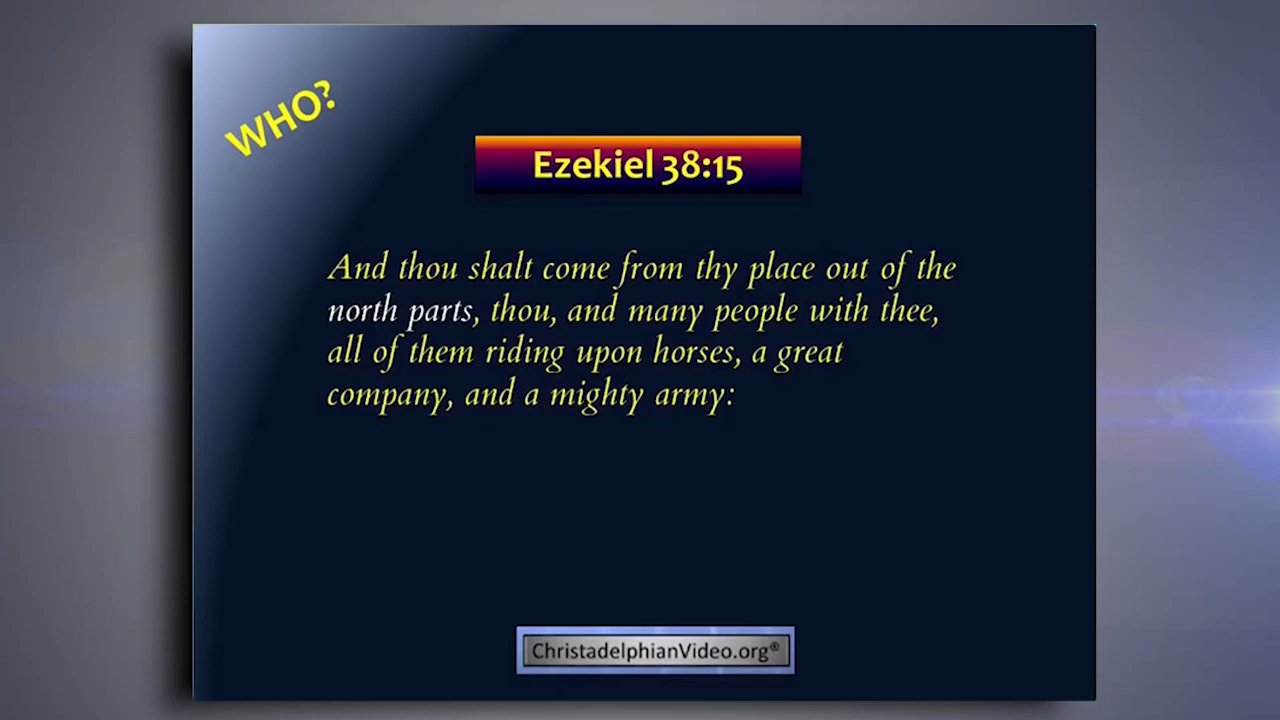 WHO?
Ezekiel 38:15
And thou shalt come from thy place out of the
north parts, thou, and many people with thee,
all of them riding upon horses, a great
company, and a mighty army:
ChristadelphianVideo.org®